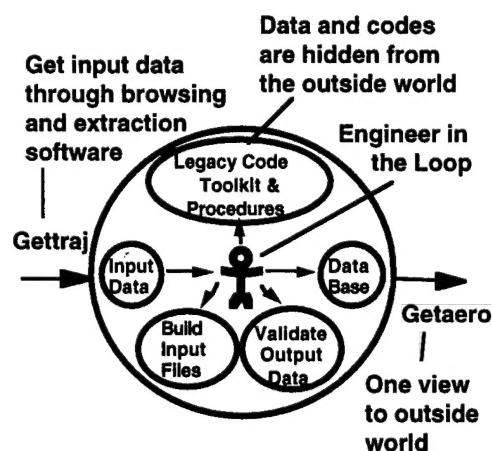 Data and codes
are hidden from
the outside world
Get input data
through browsing
and extraction
software
Engineer in
the Loop
Legacy Code
Toolkit &
Procedures
Gettraj
Input
Data
Data
Base
Getaero
Build
Input
Files
Validate
Output
Data
One view
to outside
world